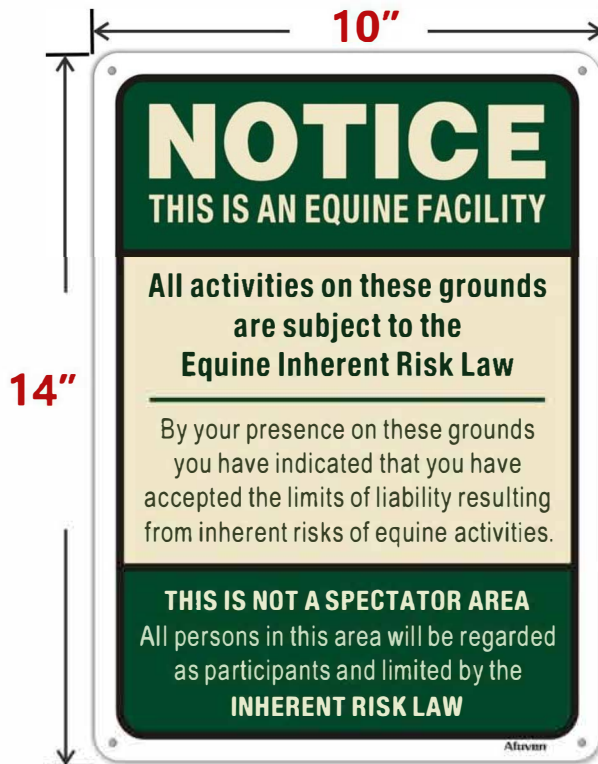 10"
NOTICE
THIS IS AN EQUINE FACILITY
All activities on these grounds
are subject to the
Equine Inherent Risk Law
14"
By your presence on these grounds
you have indicated that you have
accepted the limits of liability resulting
from inherent risks of equine activities.
THIS IS NOT A SPECTATOR AREA
All persons in this area will be regarded
as participants and limited by the
INHERENT RISK LAW
Afuvan